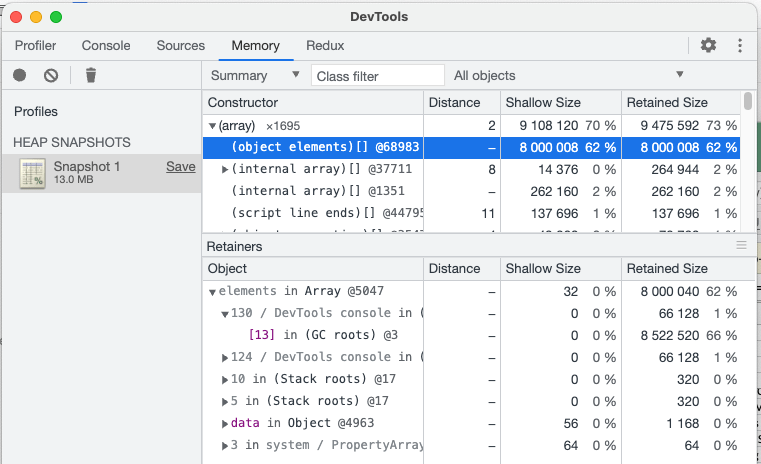 DevTools
Profiler Console Sources Memory Redux
Summary Class filter All objects
Profiles
HEAP SNAPSHOTS
Snapshot 1 Save
13.0 MB
Constructor Distance Shallow Size Retained Size
(array) ×1695 2 9 108 120 70 % 9 475 592 73 %
(object elements)[] @68983 – 8 000 008 62 % 8 000 008 62 %
(internal array)[] @37711 8 14 376 0 % 264 944 2 %
(internal array)[] @1351 – 262 160 2 % 262 160 2 %
(script line ends)[] @44795 11 137 696 1 % 137 696 1 %
Retainers
Object Distance Shallow Size Retained Size
elements in Array @5047 – 32 0 % 8 000 040 62 %
130 / DevTools console in ( – 0 0 % 66 128 1 %
[13] in (GC roots) @3 – 0 0 % 8 522 520 66 %
124 / DevTools console in ( – 0 0 % 66 128 1 %
10 in (Stack roots) @17 – 0 0 % 320 0 %
5 in (Stack roots) @17 – 0 0 % 320 0 %
data in Object @4963 – 56 0 % 1 168 0 %
3 in system / PropertyArray – 64 0 % 64 0 %